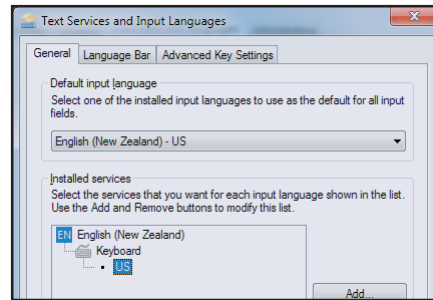 Text Services and Input Languages
General Language Bar Advanced Key Settings
Default input language
Select one of the installed input languages to use as the default for all input
fields.
English (New Zealand) - US
Installed services
Select the services that you want for each input language shown in the list.
Use the Add and Remove buttons to modify this list.
EN English (New Zealand)
Keyboard
US
Add...